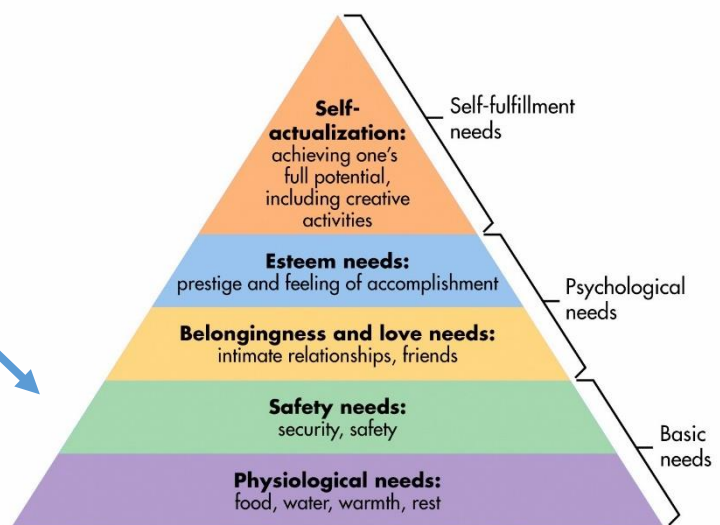 Self-
actualization:
achieving one's
full potential,
including creative
activities
Self-fulfillment
needs
Esteem needs:
prestige and feeling of accomplishment
Psychological
needs
Belongingness and love needs:
intimate relationships, friends
Safety needs:
security, safety
Basic
needs
Physiological needs:
food, water, warmth, rest